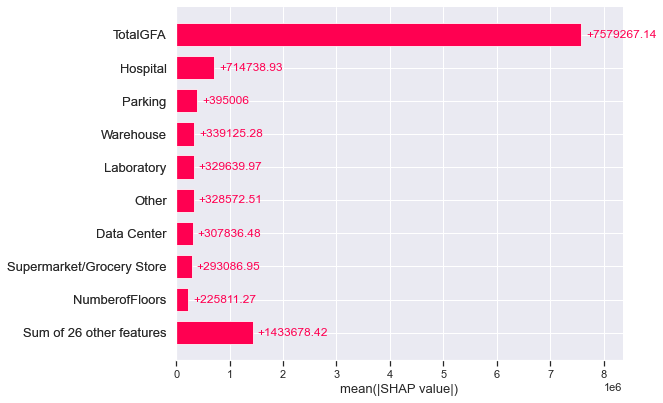 TotalGFA +7579267.14
Hospital +714738.93
Parking +395006
Warehouse +339125.28
Laboratory +329639.97
Other +328572.51
Data Center +307836.48
Supermarket/Grocery Store +293086.95
NumberofFloors +225811.27
Sum of 26 other features +1433678.42
0 1 2 3 4 5 6 7 8
1e6
mean(|SHAP value|)